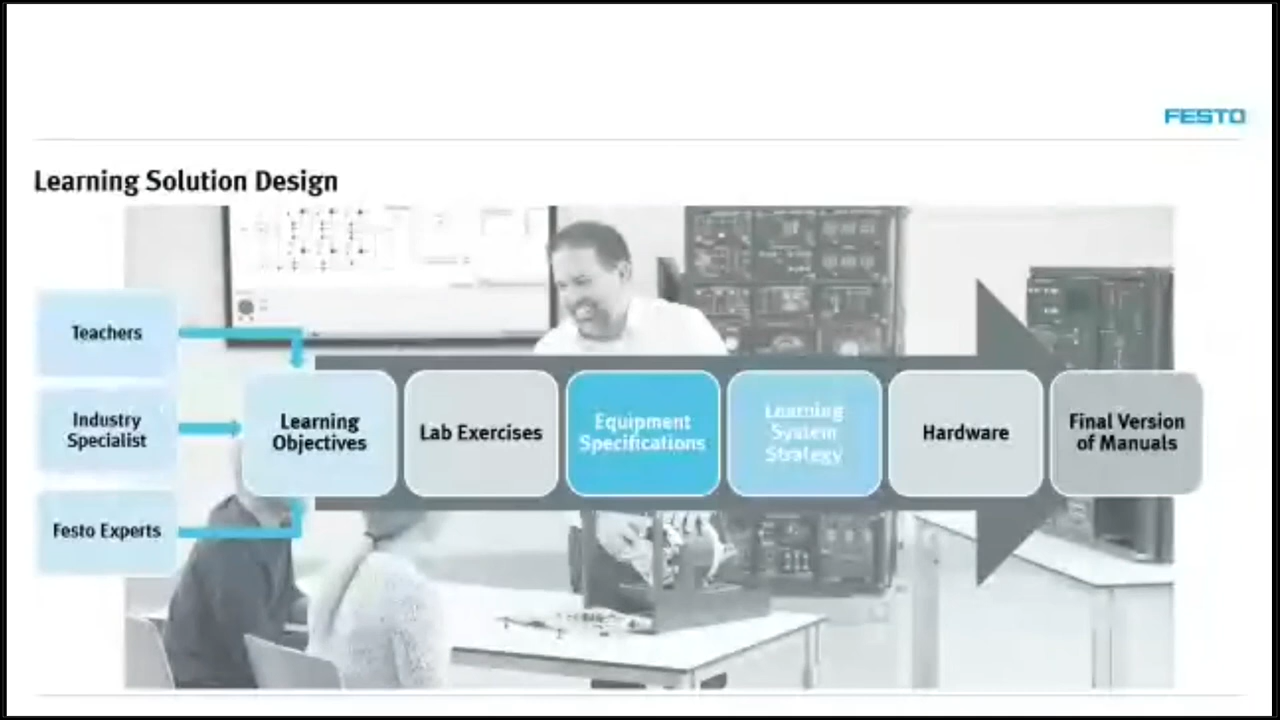 FESTO
Learning Solution Design
Teachers
Industry
Specialist
Festo Experts
Learning
Objectives
Lab Exercises
Equipment
Specifications
Learning
System
Strategy
Hardware
Final Version
of Manuals